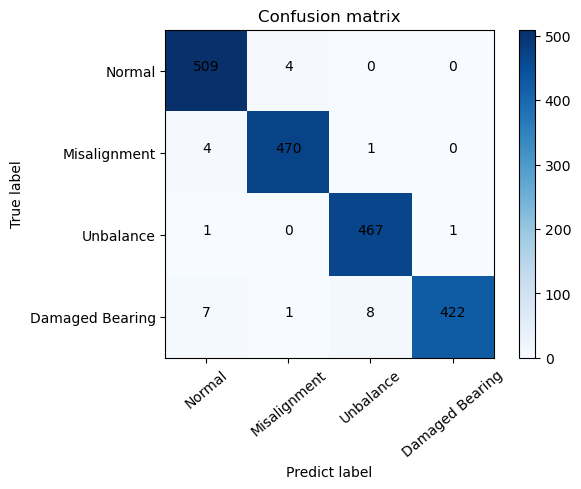 Confusion matrix
True label
Normal 509 4 0 0
Misalignment 4 470 1 0
Unbalance 1 0 467 1
Damaged Bearing 7 1 8 422
Normal Misalignment Unbalance Damaged Bearing
Predict label
500
400
300
200
100
0